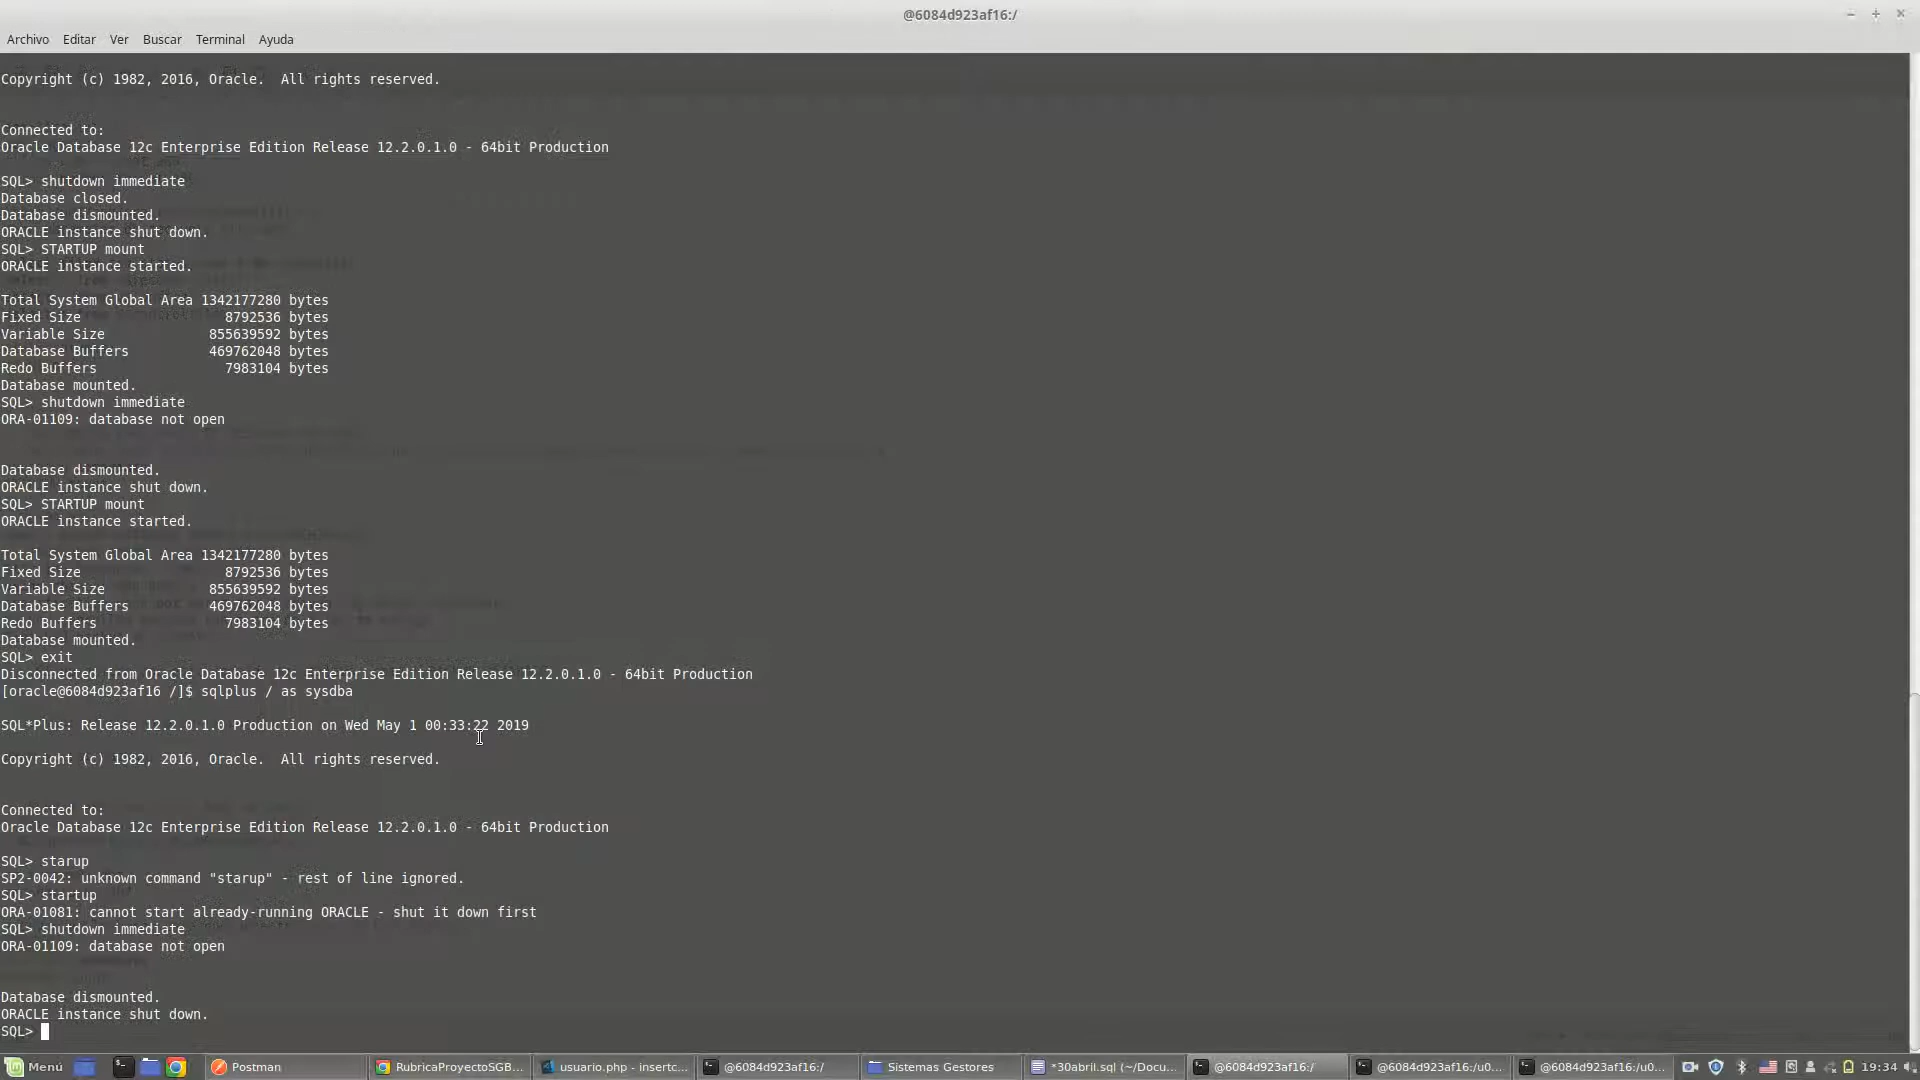 @6084d923af16:/
Archivo Editar Ver Buscar Terminal Ayuda
Copyright (c) 1982, 2016, Oracle.  All rights reserved.
Connected to:
Oracle Database 12c Enterprise Edition Release 12.2.0.1.0 - 64bit Production
SQL> shutdown immediate
Database closed.
Database dismounted.
ORACLE instance shut down.
SQL> STARTUP mount
ORACLE instance started.
Total System Global Area 1342177280 bytes
Fixed Size                  8792536 bytes
Variable Size             855639592 bytes
Database Buffers          469762048 bytes
Redo Buffers                7983104 bytes
Database mounted.
SQL> shutdown immediate
ORA-01109: database not open
Database dismounted.
ORACLE instance shut down.
SQL> STARTUP mount
ORACLE instance started.
Total System Global Area 1342177280 bytes
Fixed Size                  8792536 bytes
Variable Size             855639592 bytes
Database Buffers          469762048 bytes
Redo Buffers                7983104 bytes
Database mounted.
SQL> exit
Disconnected from Oracle Database 12c Enterprise Edition Release 12.2.0.1.0 - 64bit Production
[oracle@6084d923af16 /]$ sqlplus / as sysdba
SQL*Plus: Release 12.2.0.1.0 Production on Wed May 1 00:33:22 2019
Copyright (c) 1982, 2016, Oracle.  All rights reserved.
Connected to:
Oracle Database 12c Enterprise Edition Release 12.2.0.1.0 - 64bit Production
SQL> starup
SP2-0042: unknown command "starup" - rest of line ignored.
SQL> startup
ORA-01081: cannot start already-running ORACLE - shut it down first
SQL> shutdown immediate
ORA-01109: database not open
Database dismounted.
ORACLE instance shut down.
SQL>
Menú Postman RubricaProyectoSGB... usuario.php - insertc... @6084d923af16:/ Sistemas Gestores *30abril.sql (~/Docu... @6084d923af16:/ @6084d923af16:/u0... @6084d923af16:/u0... 19:34